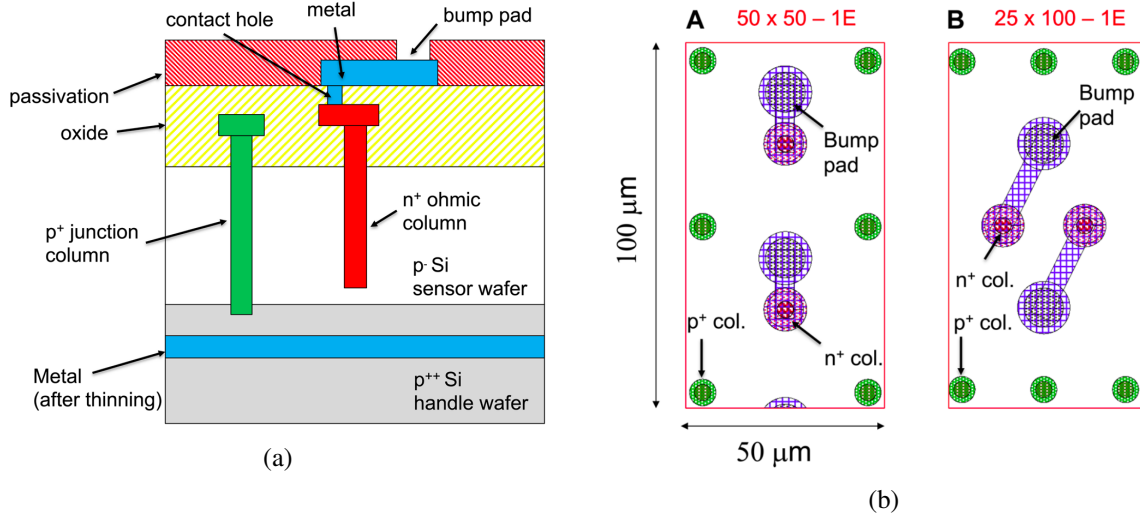 contact hole
metal
bump pad
passivation
oxide
p⁺ junction
column
n⁺ ohmic
column
p⁻ Si
sensor wafer
Metal
(after thinning)
p⁺⁺ Si
handle wafer
(a)
A
50 x 50 – 1E
Bump
pad
100 µm
p⁺ col.
n⁺ col.
50 µm
B
25 x 100 – 1E
Bump
pad
n⁺ col.
p⁺ col.
(b)